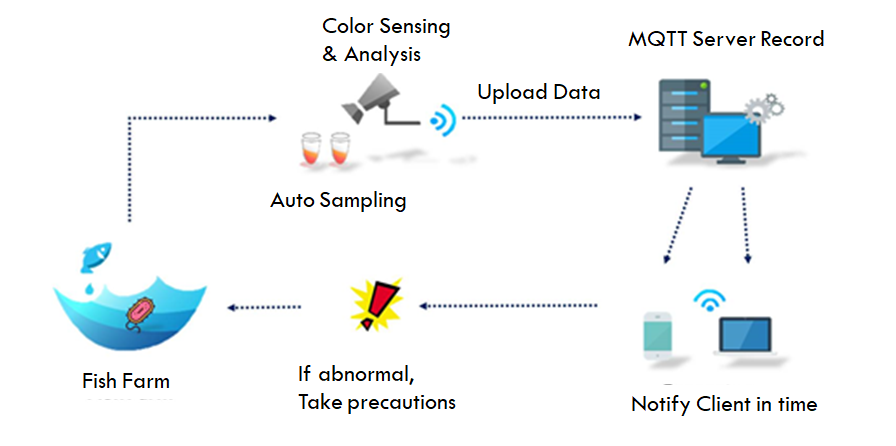 Color Sensing
& Analysis
MQTT Server Record
Upload Data
Auto Sampling
Fish Farm
If abnormal,
Take precautions
Notify Client in time